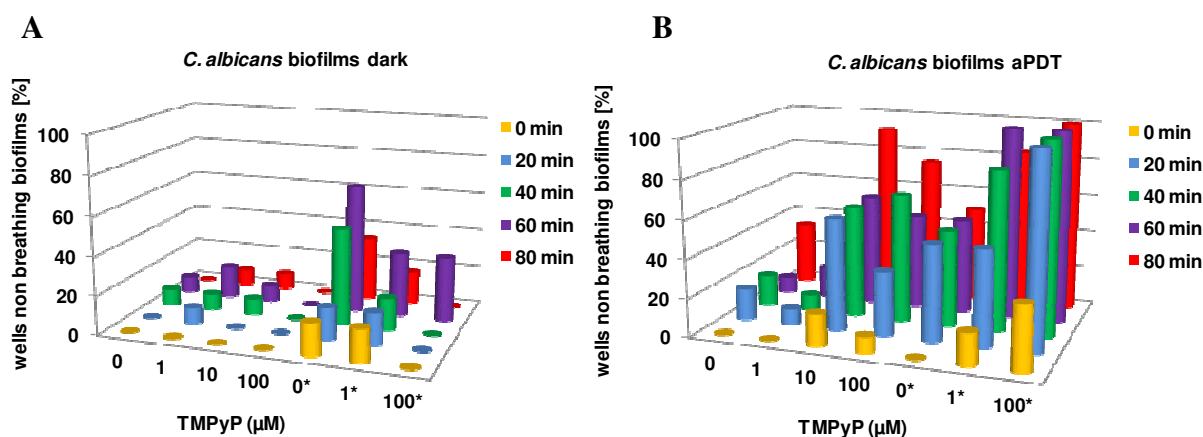 A
C. albicans biofilms dark
wells non breathing biofilms [%]
100
80
60
40
20
0
0 1 10 100 0* 1* 100*
TMPyP (µM)
0 min
20 min
40 min
60 min
80 min
B
C. albicans biofilms aPDT
wells non breathing biofilms [%]
100
80
60
40
20
0
0 1 10 100 0* 1* 100*
TMPyP (µM)
0 min
20 min
40 min
60 min
80 min